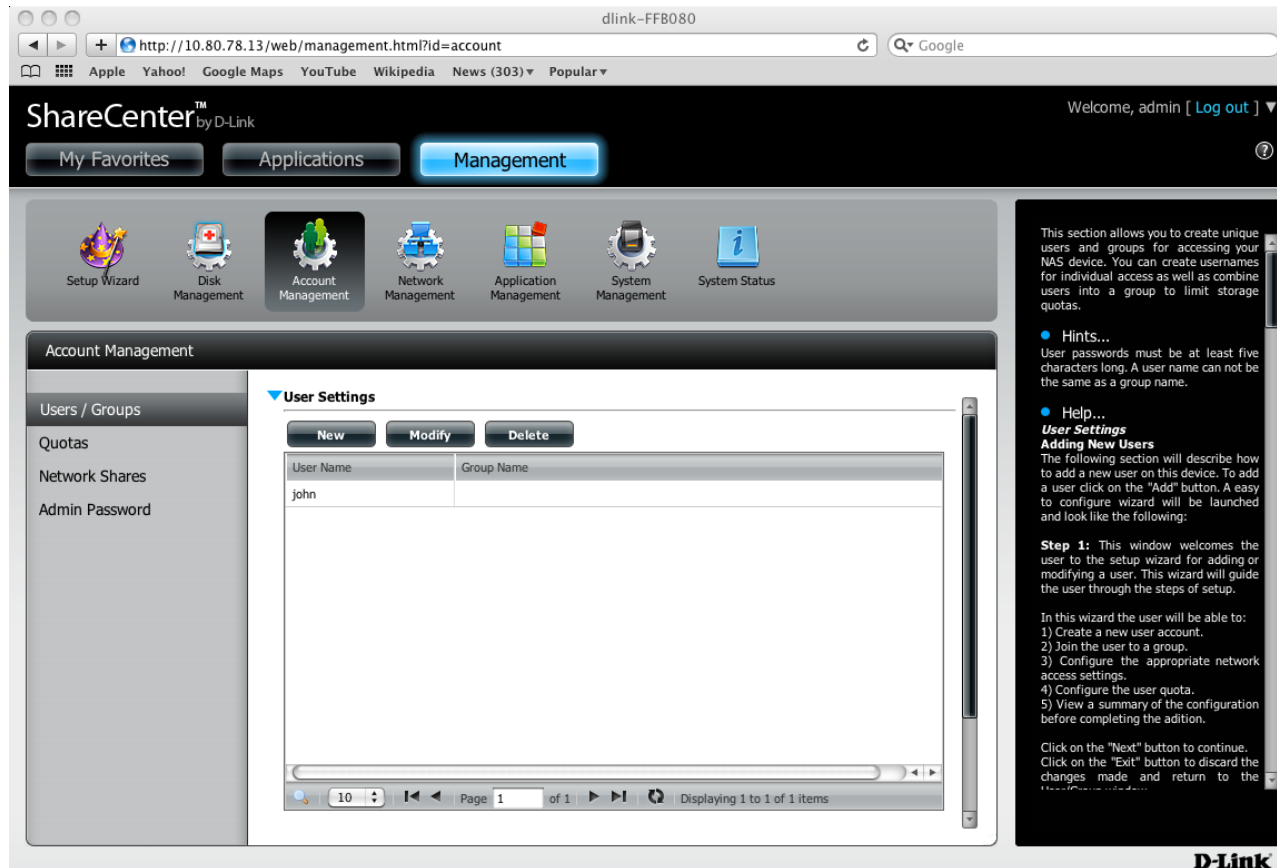 dlink-FFB080
http://10.80.78.13/web/management.html?id=account
Google
Apple Yahoo! Google Maps YouTube Wikipedia News (303) Popular
ShareCenter™ by D-Link
Welcome, admin [ Log out ]
My Favorites Applications Management
?
Setup Wizard
Disk Management
Account Management
Network Management
Application Management
System Management
System Status
Account Management
Users / Groups
Quotas
Network Shares
Admin Password
User Settings
New Modify Delete
User Name Group Name
john
10 Page 1 of 1 Displaying 1 to 1 of 1 items
This section allows you to create unique
users and groups for accessing your
NAS device. You can create usernames
for individual access as well as combine
users into a group to limit storage
quotas.
Hints...
User passwords must be at least five
characters long. A user name can not be
the same as a group name.
Help...
User Settings
Adding New Users
The following section will describe how
to add a new user on this device. To add
a user click on the "Add" button. A easy
to configure wizard will be launched
and look like the following:
Step 1: This window welcomes the
user to the setup wizard for adding or
modifying a user. This wizard will guide
the user through the steps of setup.
In this wizard the user will be able to:
1) Create a new user account.
2) Join the user to a group.
3) Configure the appropriate network
access settings.
4) Configure the user quota.
5) View a summary of the configuration
before completing the adition.
Click on the "Next" button to continue.
Click on the "Exit" button to discard the
changes made and return to the
D-Link